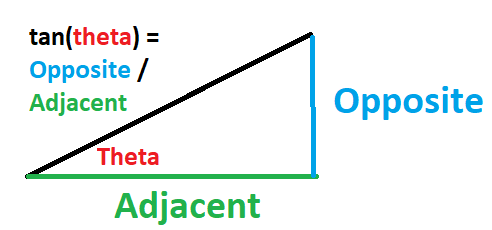 tan(theta) =
Opposite /
Adjacent
Opposite
Theta
Adjacent